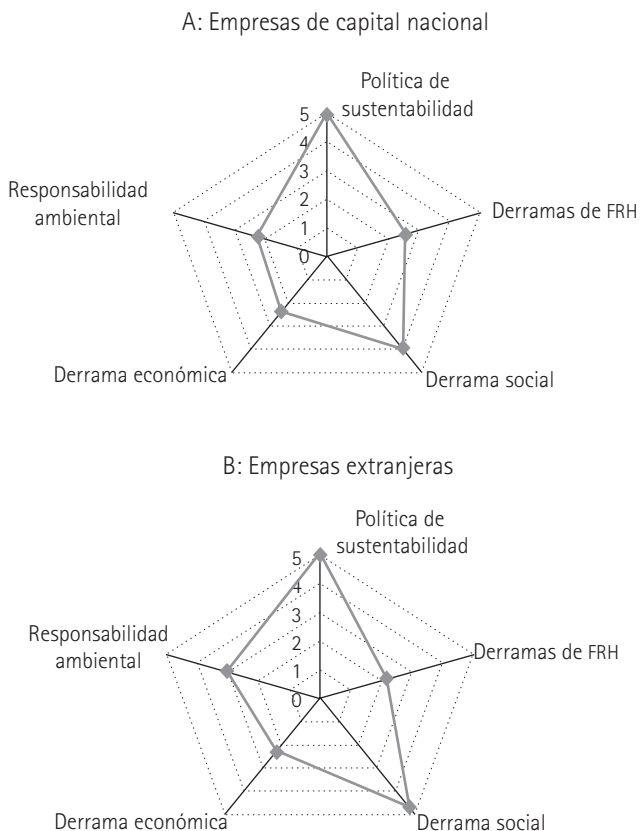 A: Empresas de capital nacional
Política de
sustentabilidad
5
4
3
2
1
0
Responsabilidad
ambiental
Derramas de FRH
Derrama económica
Derrama social
B: Empresas extranjeras
Política de
sustentabilidad
5
4
3
2
1
0
Responsabilidad
ambiental
Derramas de FRH
Derrama económica
Derrama social